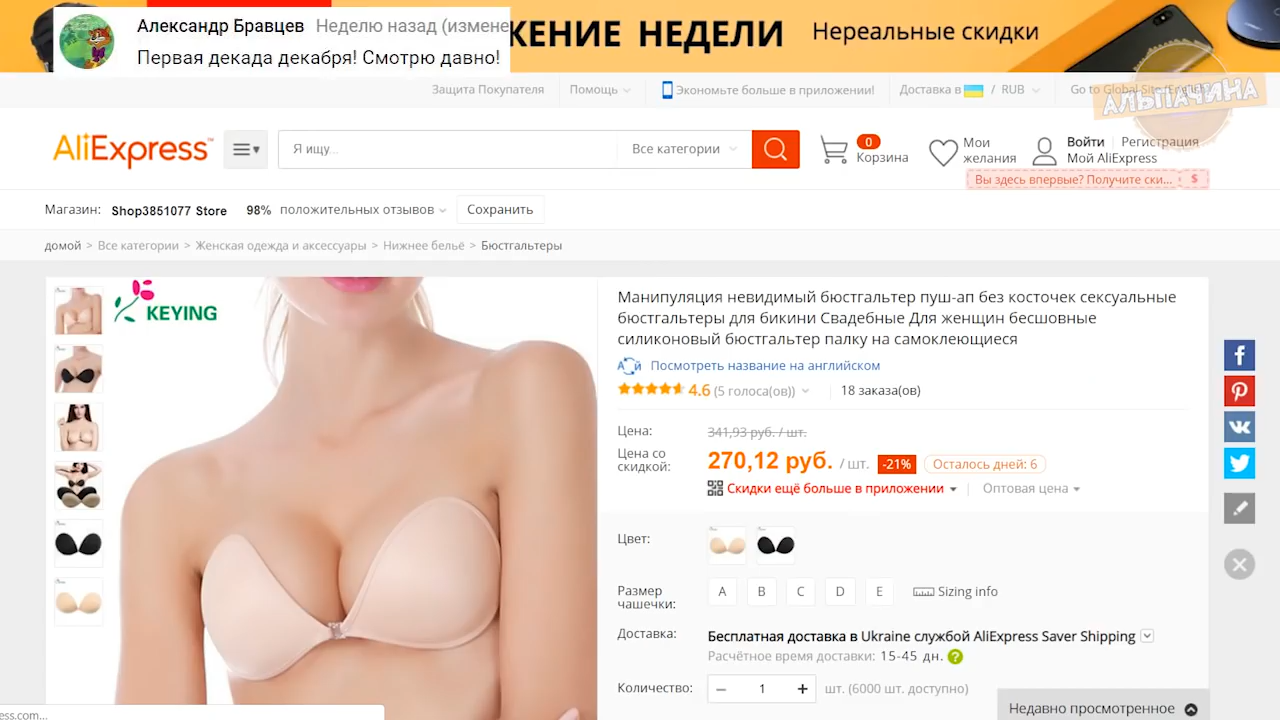 Александр Бравцев Неделю назад (измене
Первая декада декабря! Смотрю давно!
ЖЕНИЕ НЕДЕЛИ
Нереальные скидки
Защита Покупателя
Помощь
Экономьте больше в приложении!
Доставка в / RUB
Go to Global Site (English)
АЛЬПАЧИНА
AliExpress™
Я ищу...
Все категории
0
Корзина
Мои желания
Войти | Регистрация
Мой AliExpress
Вы здесь впервые? Получите ски... $
Магазин: Shop3851077 Store 98% положительных отзывов Сохранить
домой > Все категории > Женская одежда и аксессуары > Нижнее бельё > Бюстгальтеры
KEYING
Манипуляция невидимый бюстгальтер пуш-ап без косточек сексуальные
бюстгальтеры для бикини Свадебные Для женщин бесшовные
силиконовый бюстгальтер палку на самоклеющиеся
Посмотреть название на английском
4.6 (5 голоса(ов)) 18 заказа(ов)
Цена: 341,93 руб. / шт.
Цена со
скидкой: 270,12 руб. / шт. -21% Осталось дней: 6
Скидки ещё больше в приложении | Оптовая цена
Цвет:
Размер
чашечки: A B C D E Sizing info
Доставка: Бесплатная доставка в Ukraine службой AliExpress Saver Shipping
Расчётное время доставки: 15-45 дн. ?
Количество: − 1 + шт. (6000 шт. доступно)
Недавно просмотренное
ess.com...